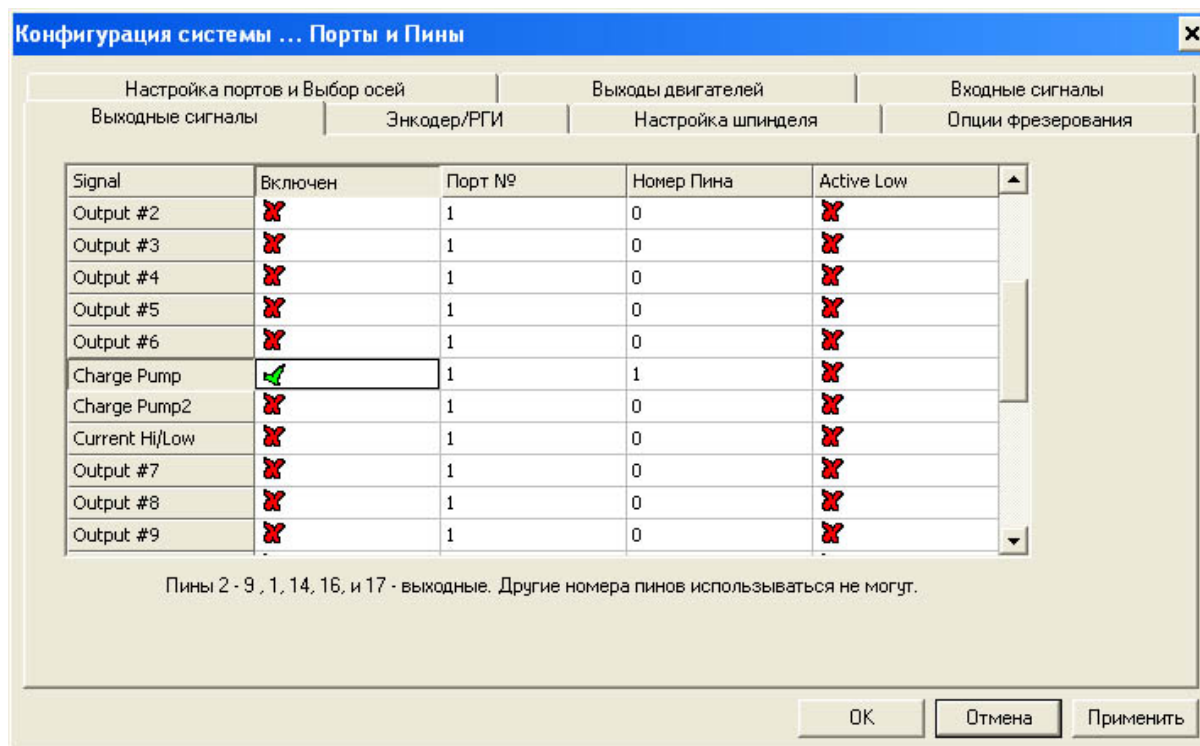 Конфигурация системы ... Порты и Пины
Настройка портов и Выбор осей Выходы двигателей Входные сигналы
Выходные сигналы Энкодер/РГИ Настройка шпинделя Опции фрезерования
Signal Включен Порт № Номер Пина Active Low
Output #2 1 0
Output #3 1 0
Output #4 1 0
Output #5 1 0
Output #6 1 0
Charge Pump 1 1
Charge Pump2 1 0
Current Hi/Low 1 0
Output #7 1 0
Output #8 1 0
Output #9 1 0
Пины 2 - 9 , 1, 14, 16, и 17 - выходные. Другие номера пинов использываться не могут.
OK Отмена Применить